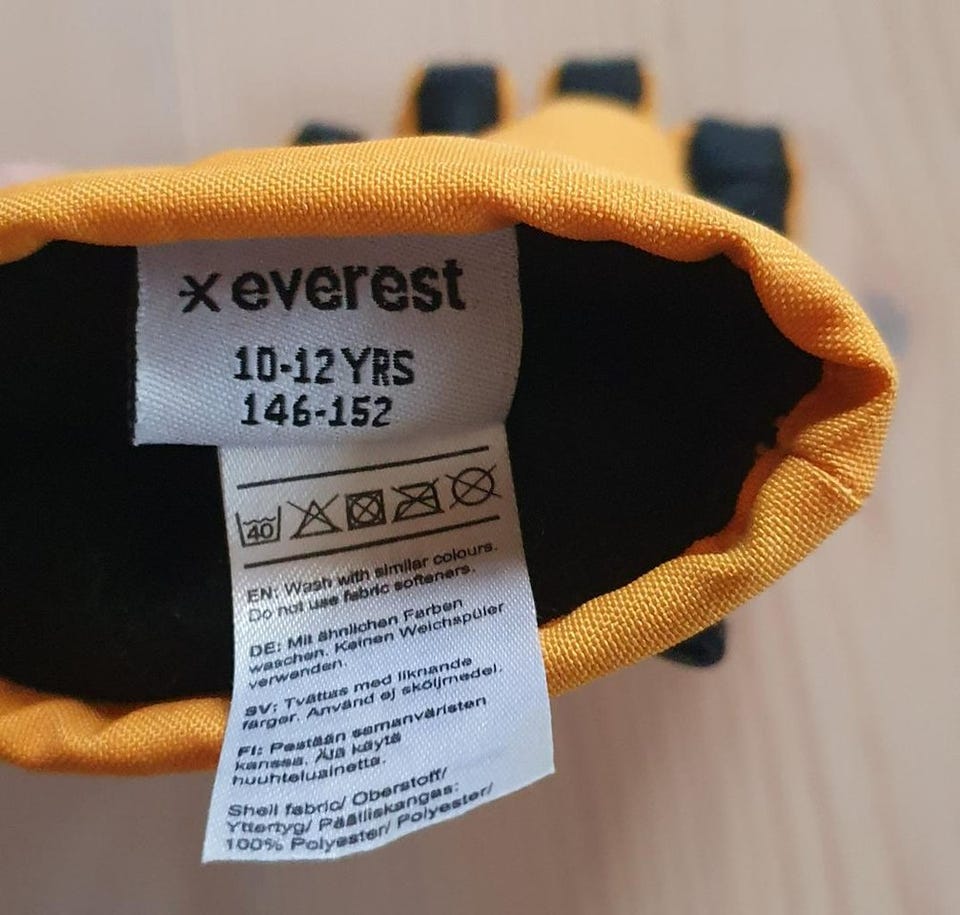 everest
10-12 YRS
146-152
40
EN: Wash with similar colours.
Do not use fabric softeners.
DE: Mit ähnlichen Farben
waschen. Keinen Weichspüler
verwenden.
SV: Tvättas med liknande
färger. Använd ej sköljmedel.
FI: Pestään samanväristen
kanssa. Älä käytä
huuhteluainetta.
Shell fabric/ Oberstoff/
Yttertyg/ Päälliskangas:
100% Polyester/ Polyester/